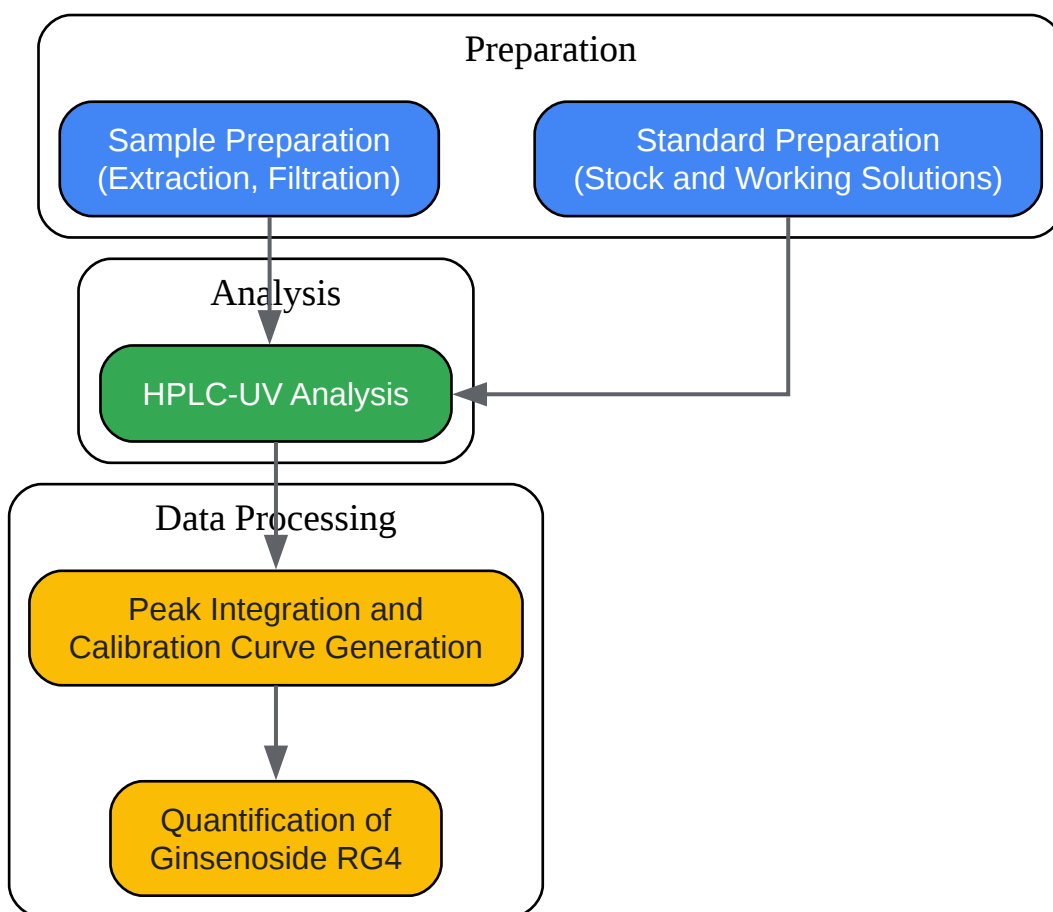 Preparation
Sample Preparation
(Extraction, Filtration)
Standard Preparation
(Stock and Working Solutions)
Analysis
HPLC-UV Analysis
Data Processing
Peak Integration and
Calibration Curve Generation
Quantification of
Ginsenoside RG4